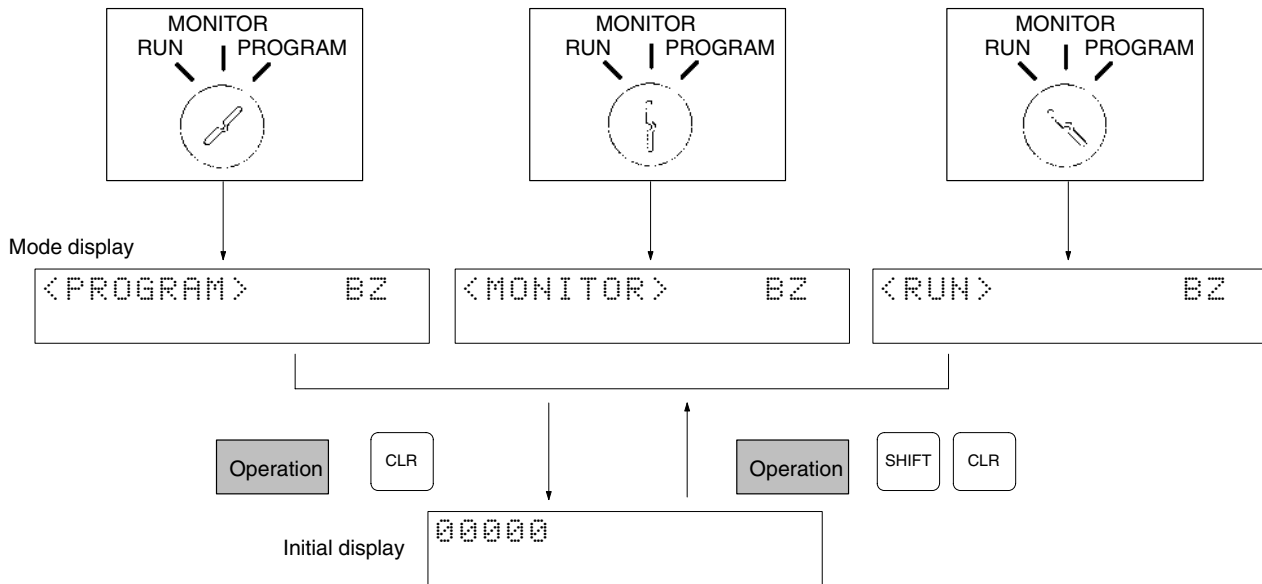 MONITOR
RUN PROGRAM
MONITOR
RUN PROGRAM
MONITOR
RUN PROGRAM
Mode display
<PROGRAM> BZ
<MONITOR> BZ
<RUN> BZ
Operation CLR
Operation SHIFT CLR
Initial display
00000